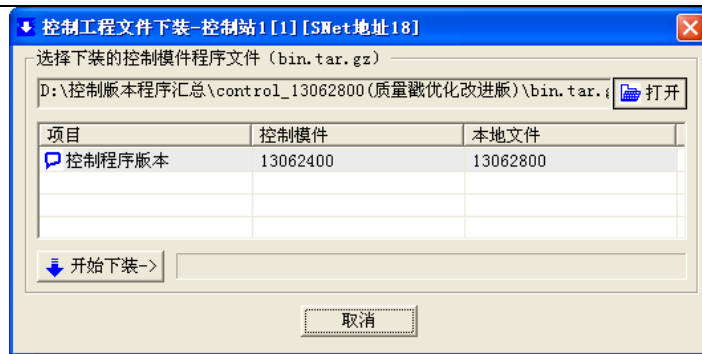 控制工程文件下装-控制站1[1][SNet地址18]
选择下装的控制模件程序文件（bin.tar.gz）
D:\控制版本程序汇总\control_13062800(质量戳优化改进版)\bin.tar.g 打开
项目 控制模件 本地文件
控制程序版本 13062400 13062800
开始下装->
取消